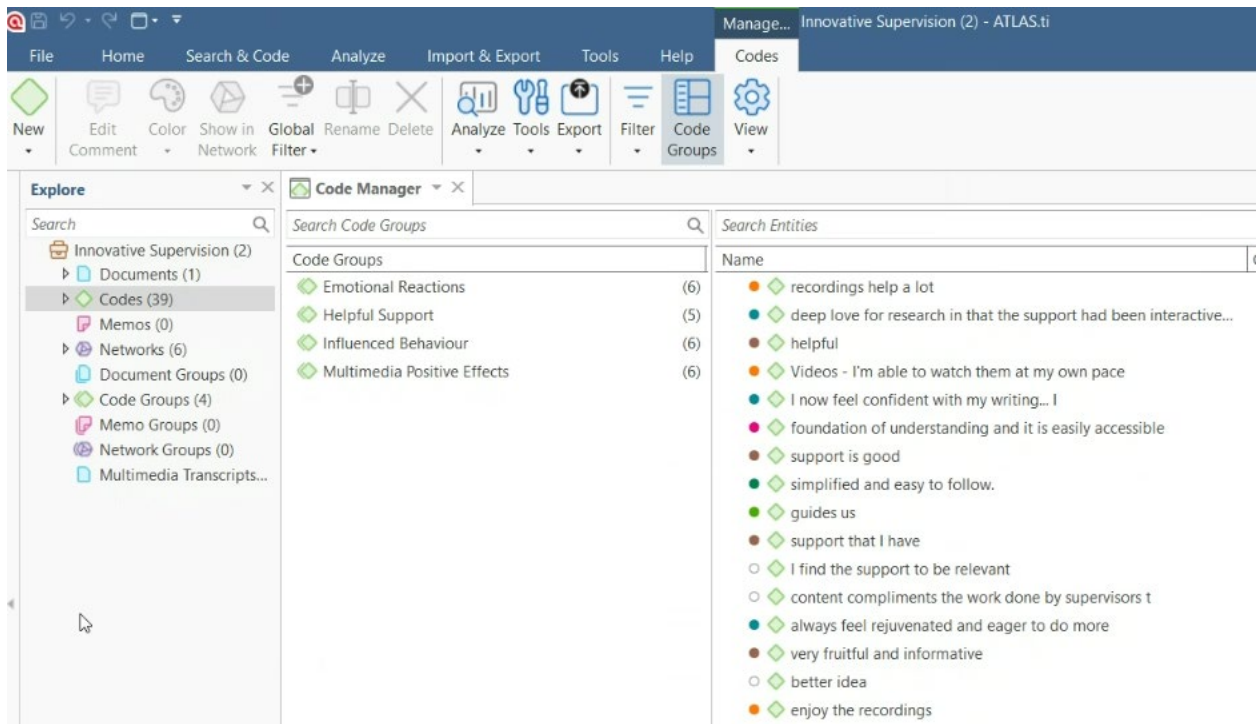 Manage... Innovative Supervision (2) - ATLAS.ti
File Home Search & Code Analyze Import & Export Tools Help Codes
New Edit Comment Color Show in Network Global Filter Rename Delete Analyze Tools Export Filter Code Groups View
Explore
Search
Innovative Supervision (2)
Documents (1)
Codes (39)
Memos (0)
Networks (6)
Document Groups (0)
Code Groups (4)
Memo Groups (0)
Network Groups (0)
Multimedia Transcripts...
Code Manager
Search Code Groups
Code Groups
Emotional Reactions (6)
Helpful Support (5)
Influenced Behaviour (6)
Multimedia Positive Effects (6)
Search Entities
Name
recordings help a lot
deep love for research in that the support had been interactive...
helpful
Videos - I'm able to watch them at my own pace
I now feel confident with my writing... I
foundation of understanding and it is easily accessible
support is good
simplified and easy to follow.
guides us
support that I have
I find the support to be relevant
content compliments the work done by supervisors t
always feel rejuvenated and eager to do more
very fruitful and informative
better idea
enjoy the recordings